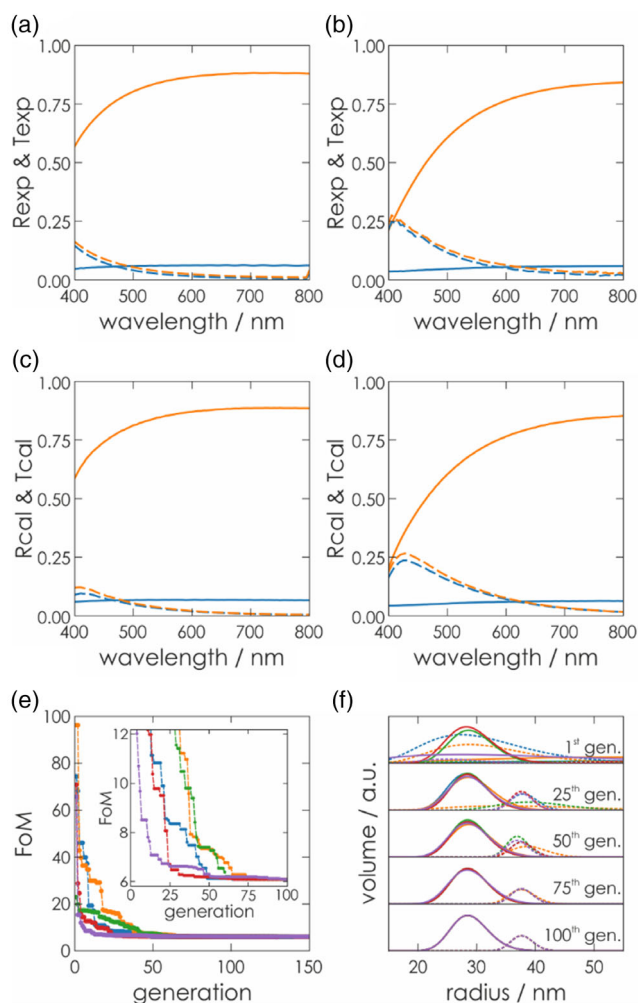 (a)
1.00
0.75
0.50
0.25
0.00
Rexp & Texp
400 500 600 700 800
wavelength / nm
(b)
1.00
0.75
0.50
0.25
0.00
Rexp & Texp
400 500 600 700 800
wavelength / nm
(c)
1.00
0.75
0.50
0.25
0.00
Rcal & Tcal
400 500 600 700 800
wavelength / nm
(d)
1.00
0.75
0.50
0.25
0.00
Rcal & Tcal
400 500 600 700 800
wavelength / nm
(e)
100
80
60
40
20
0
FoM
0 50 100 150
generation
12
10
8
6
FoM
0 25 50 75 100
generation
(f)
volume / a.u.
1st gen.
25th gen.
50th gen.
75th gen.
100th gen.
20 30 40 50
radius / nm